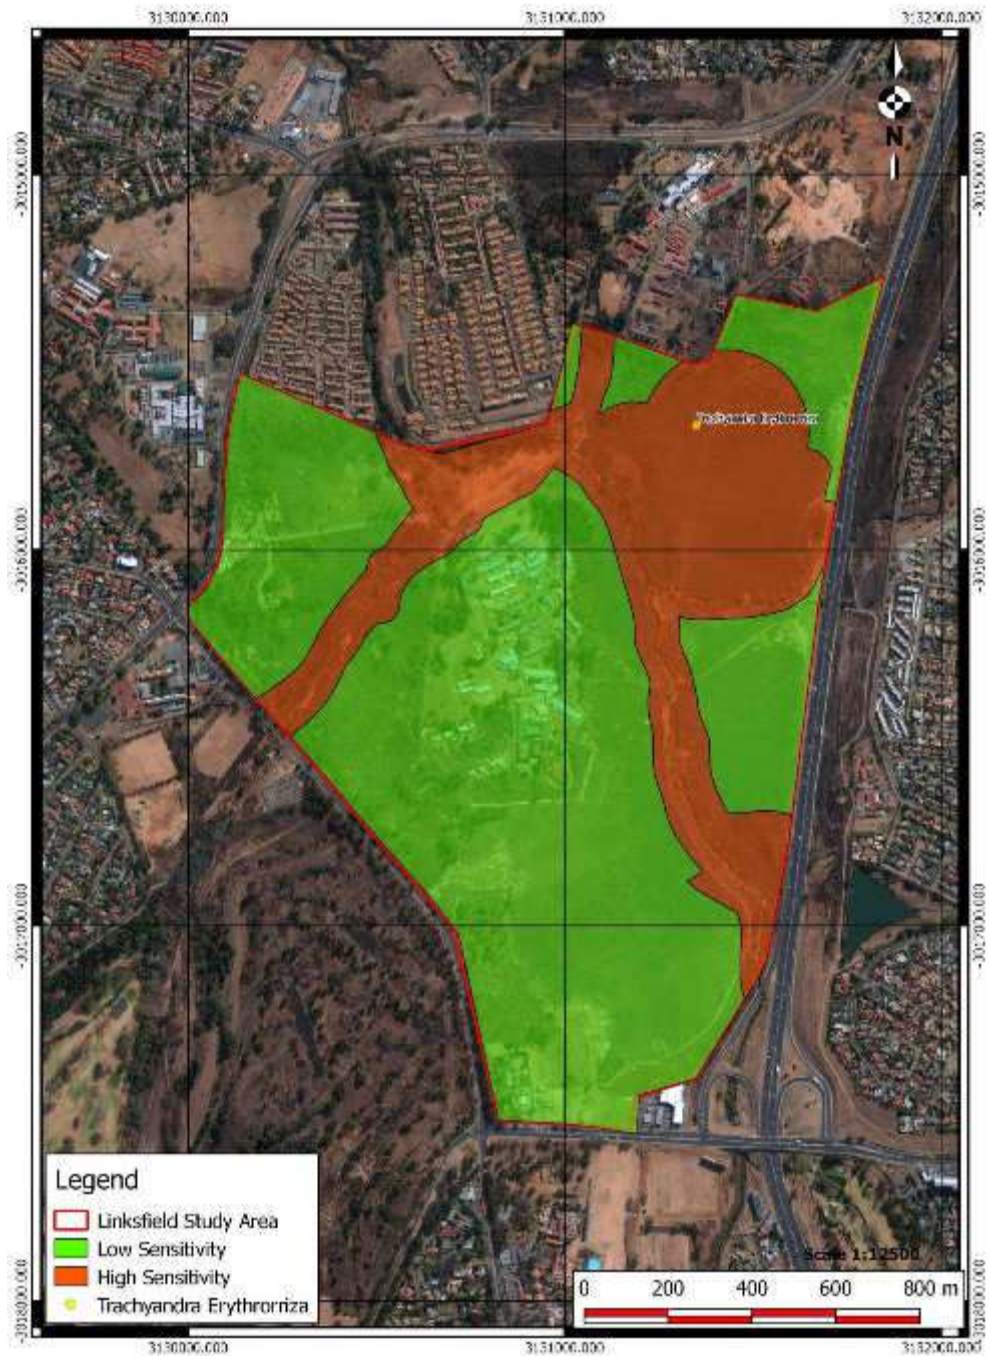 3130000.000 3131000.000 3132000.000
N
-3015000.000 -3015000.000
Trachyandra Erythrorriza
-3016000.000 -3016000.000
-3017000.000 -3017000.000
Legend
Linksfield Study Area
Low Sensitivity
High Sensitivity
Trachyandra Erythrorriza
Scale 1:12500
0 200 400 600 800 m
-3018000.000 -3018000.000
3130000.000 3131000.000 3132000.000